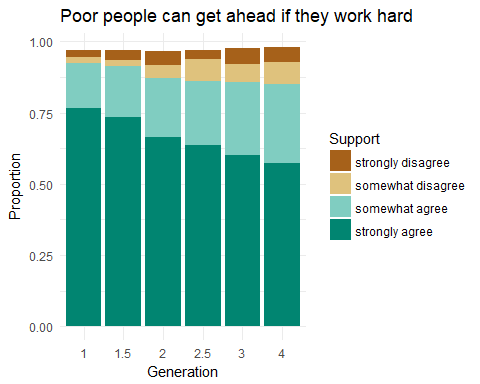 Poor people can get ahead if they work hard
1.00
0.75
0.50
0.25
0.00
Proportion
1 1.5 2 2.5 3 4
Generation
Support
strongly disagree
somewhat disagree
somewhat agree
strongly agree